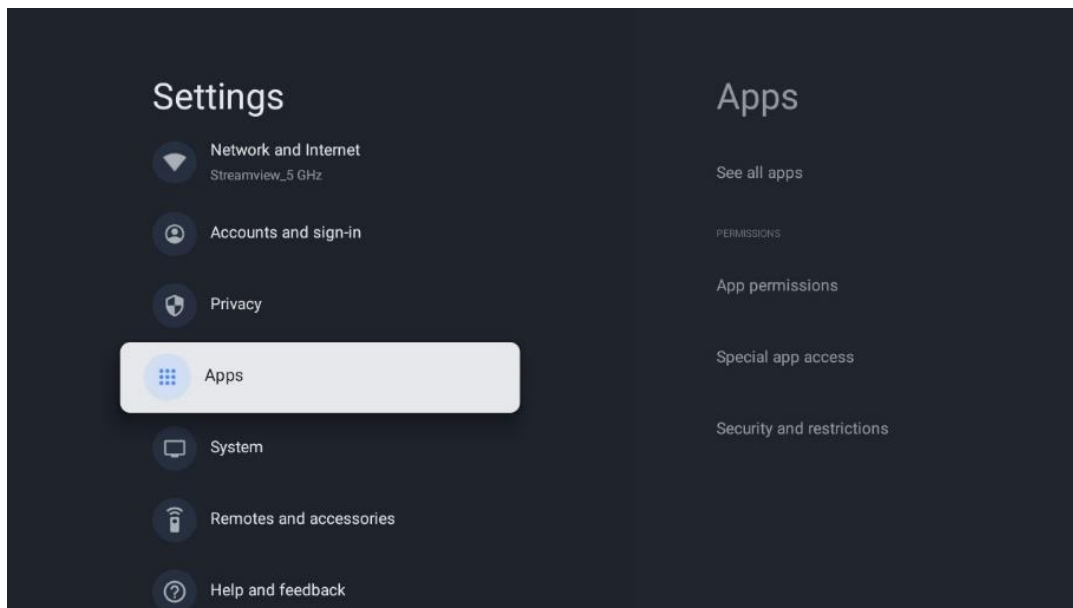 Settings
Network and Internet
Streamview_5 GHz
Accounts and sign-in
Privacy
Apps
System
Remotes and accessories
Help and feedback
Apps
See all apps
PERMISSIONS
App permissions
Special app access
Security and restrictions